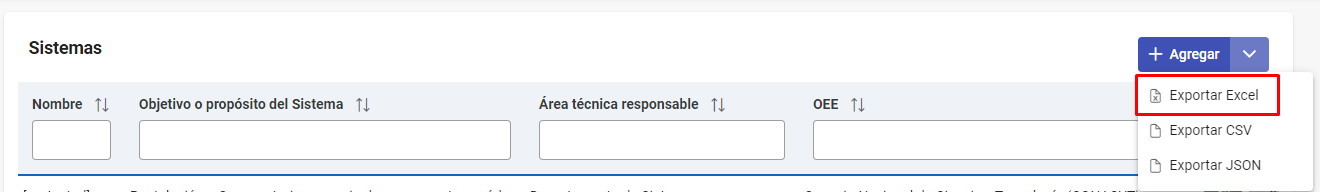 Sistemas
Agregar
Nombre Objetivo o propósito del Sistema Área técnica responsable OEE
Exportar Excel
Exportar CSV
Exportar JSON